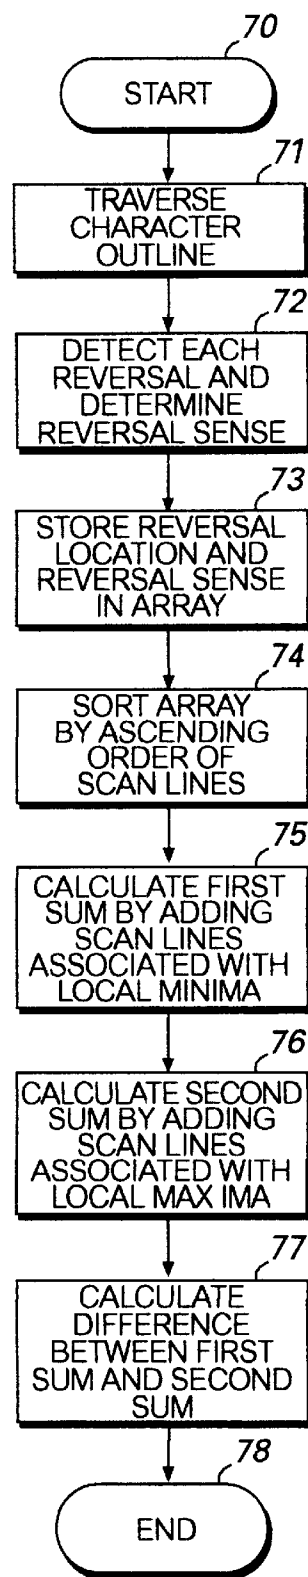 70
START
71
TRAVERSE
CHARACTER
OUTLINE
72
DETECT EACH
REVERSAL AND
DETERMINE
REVERSAL SENSE
73
STORE REVERSAL
LOCATION AND
REVERSAL SENSE
IN ARRAY
74
SORT ARRAY
BY ASCENDING
ORDER OF
SCAN LINES
75
CALCULATE FIRST
SUM BY ADDING
SCAN LINES
ASSOCIATED WITH
LOCAL MINIMA
76
CALCULATE SECOND
SUM BY ADDING
SCAN LINES
ASSOCIATED WITH
LOCAL MAX IMA
77
CALCULATE
DIFFERENCE
BETWEEN FIRST
SUM AND SECOND
SUM
78
END